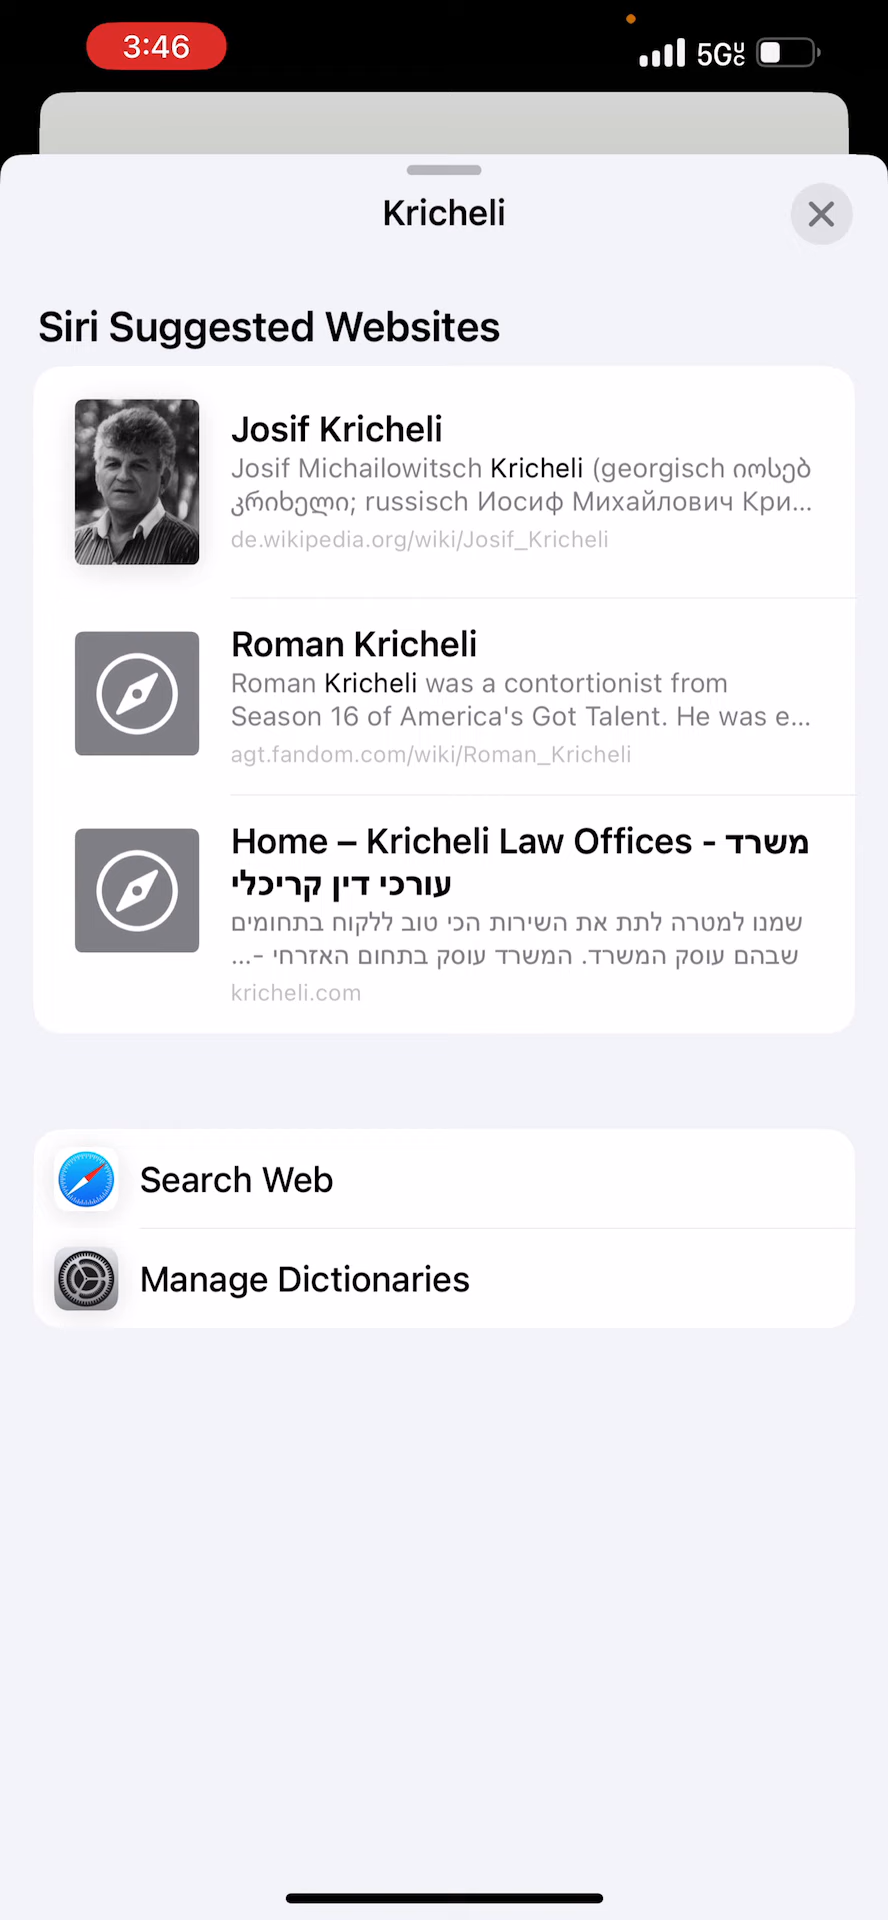 3:46
5G UC
Kricheli
Siri Suggested Websites
Josif Kricheli
Josif Michailowitsch Kricheli (georgisch იოსებ
კრიხელი; russisch Иосиф Михайлович Кри...
de.wikipedia.org/wiki/Josif_Kricheli
Roman Kricheli
Roman Kricheli was a contortionist from
Season 16 of America's Got Talent. He was e...
agt.fandom.com/wiki/Roman_Kricheli
Home – Kricheli Law Offices - משרד
עורכי דין קריכלי
שמנו למטרה לתת את השירות הכי טוב ללקוח בתחומים
שבהם עוסק המשרד. המשרד עוסק בתחום האזרחי -...
kricheli.com
Search Web
Manage Dictionaries